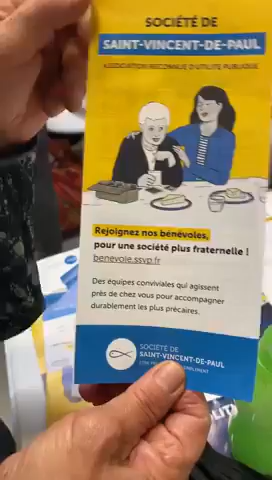 SOCIÉTÉ DE
SAINT-VINCENT-DE-PAUL
ASSOCIATION RECONNUE D'UTILITÉ PUBLIQUE
Rejoignez nos bénévoles,
pour une société plus fraternelle !
benevole.ssvp.fr
Des équipes conviviales qui agissent
près de chez vous pour accompagner
durablement les plus précaires.
SOCIÉTÉ DE
SAINT-VINCENT-DE-PAUL